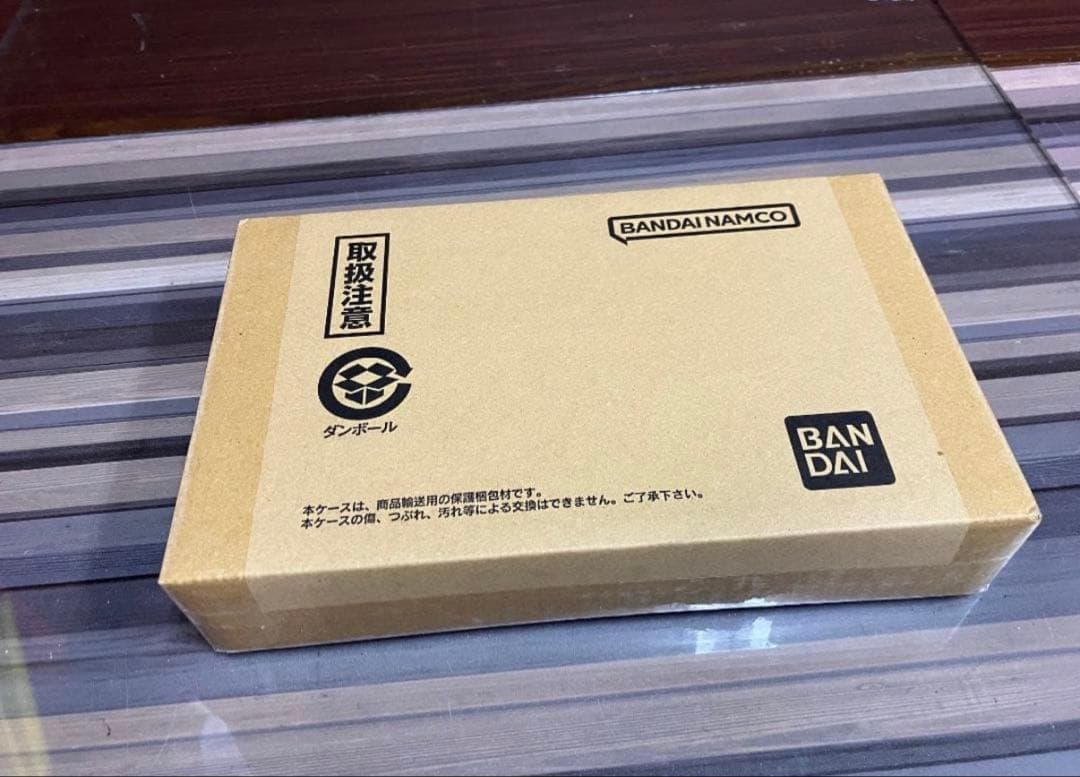 取扱注意
BANDAI NAMCO
ダンボール
BAN
DAI
本ケースは、商品輸送用の保護梱包材です。
本ケースの傷、つぶれ、汚れ等による交換はできません。ご了承下さい。